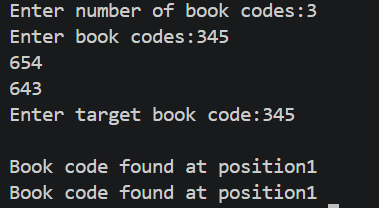 Enter number of book codes:3
Enter book codes:345
654
643
Enter target book code:345
Book code found at position1
Book code found at position1